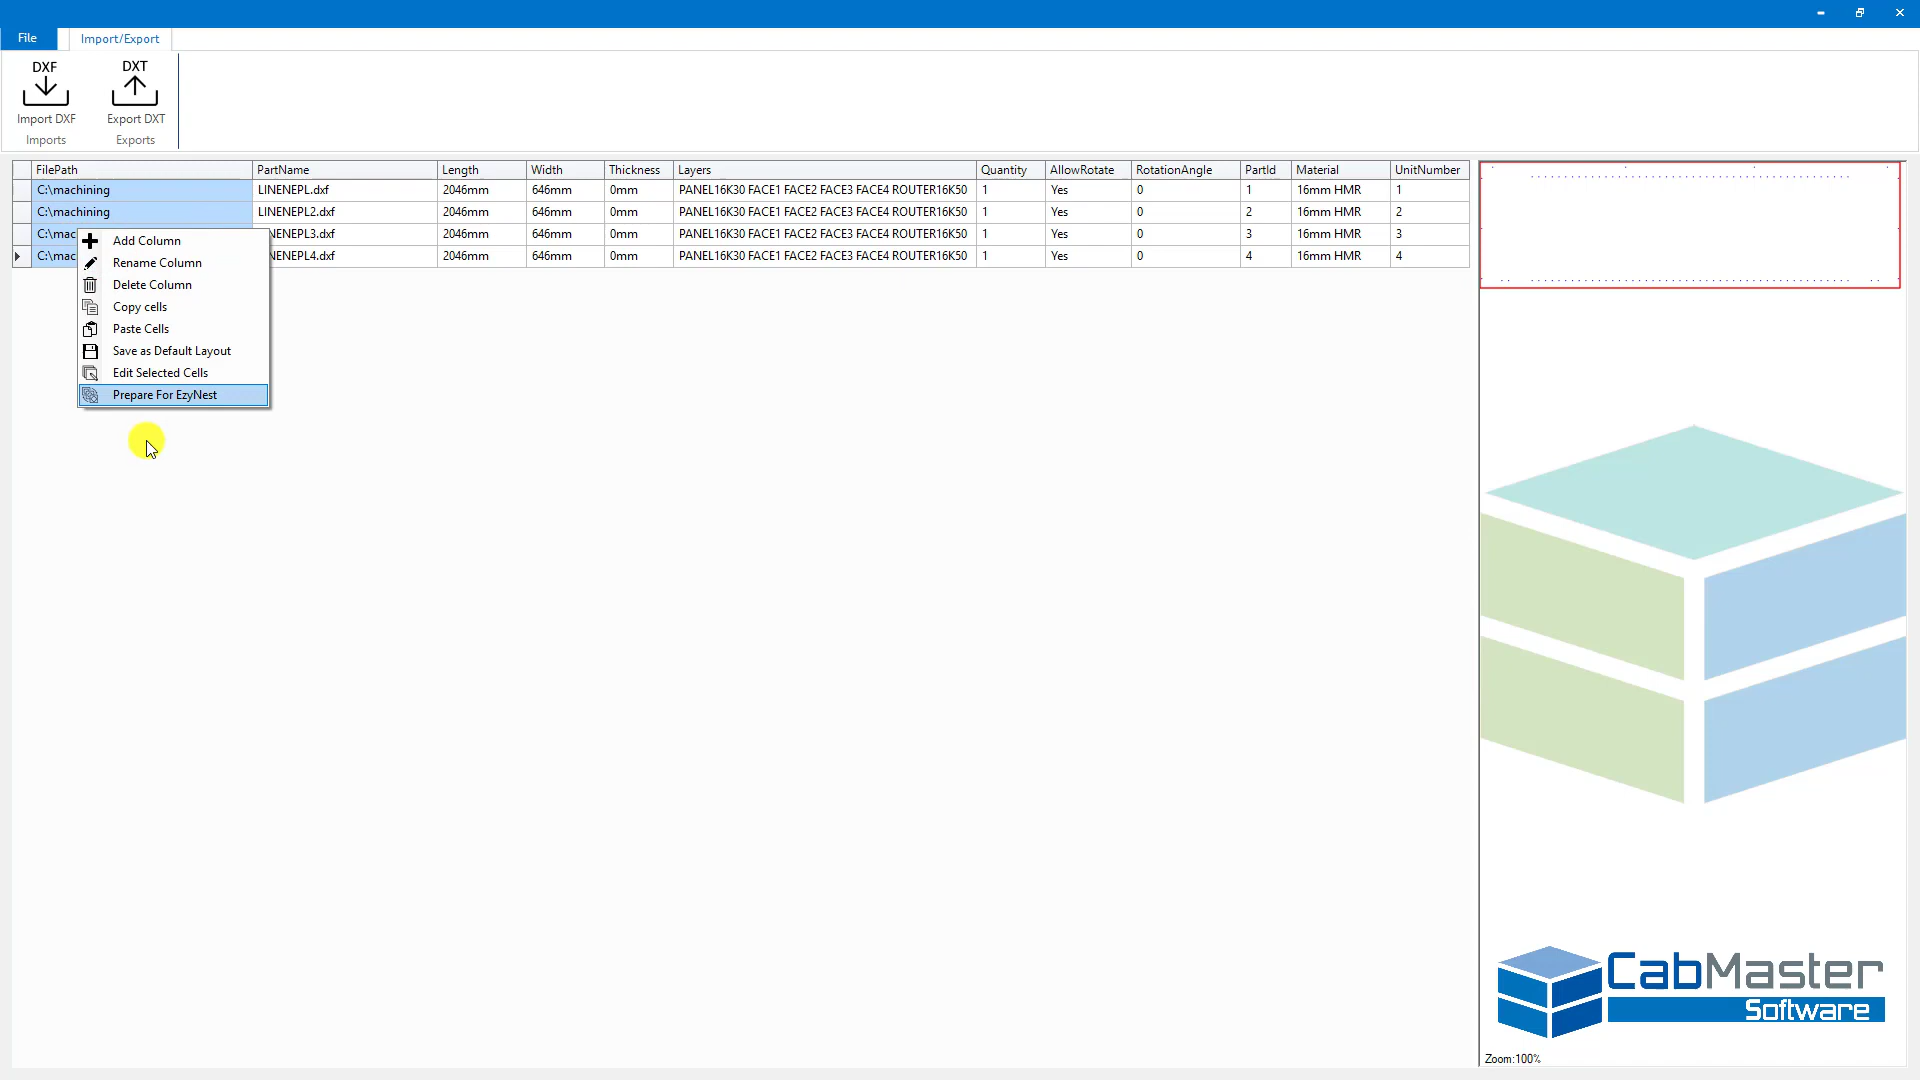 File
Import/Export
DXF
DXT
Import DXF
Export DXT
Imports
Exports
FilePath PartName Length Width Thickness Layers Quantity AllowRotate RotationAngle PartId Material UnitNumber
C:\machining LINENEPL.dxf 2046mm 646mm 0mm PANEL16K30 FACE1 FACE2 FACE3 FACE4 ROUTER16K50 1 Yes 0 1 16mm HMR 1
C:\machining LINENEPL2.dxf 2046mm 646mm 0mm PANEL16K30 FACE1 FACE2 FACE3 FACE4 ROUTER16K50 1 Yes 0 2 16mm HMR 2
C:\mac NENEPL3.dxf 2046mm 646mm 0mm PANEL16K30 FACE1 FACE2 FACE3 FACE4 ROUTER16K50 1 Yes 0 3 16mm HMR 3
C:\mac NENEPL4.dxf 2046mm 646mm 0mm PANEL16K30 FACE1 FACE2 FACE3 FACE4 ROUTER16K50 1 Yes 0 4 16mm HMR 4
Add Column
Rename Column
Delete Column
Copy cells
Paste Cells
Save as Default Layout
Edit Selected Cells
Prepare For EzyNest
CabMaster
Software
Zoom:100%